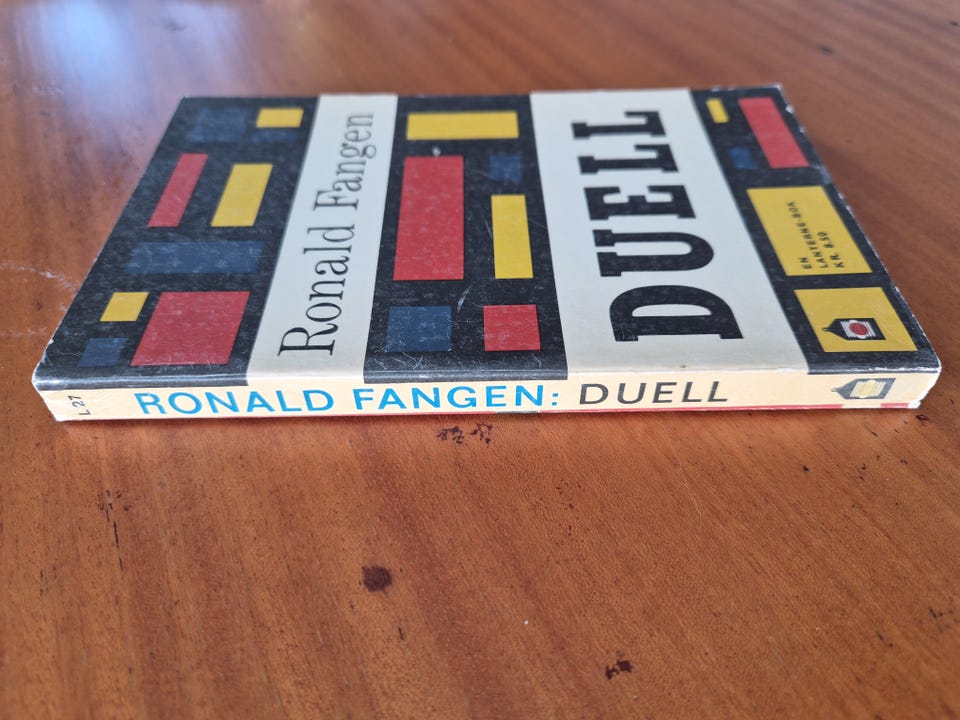 Ronald Fangen
DUELL
EN
LANTERNE-BOK
KR. 8.50
L 27
RONALD FANGEN: DUELL